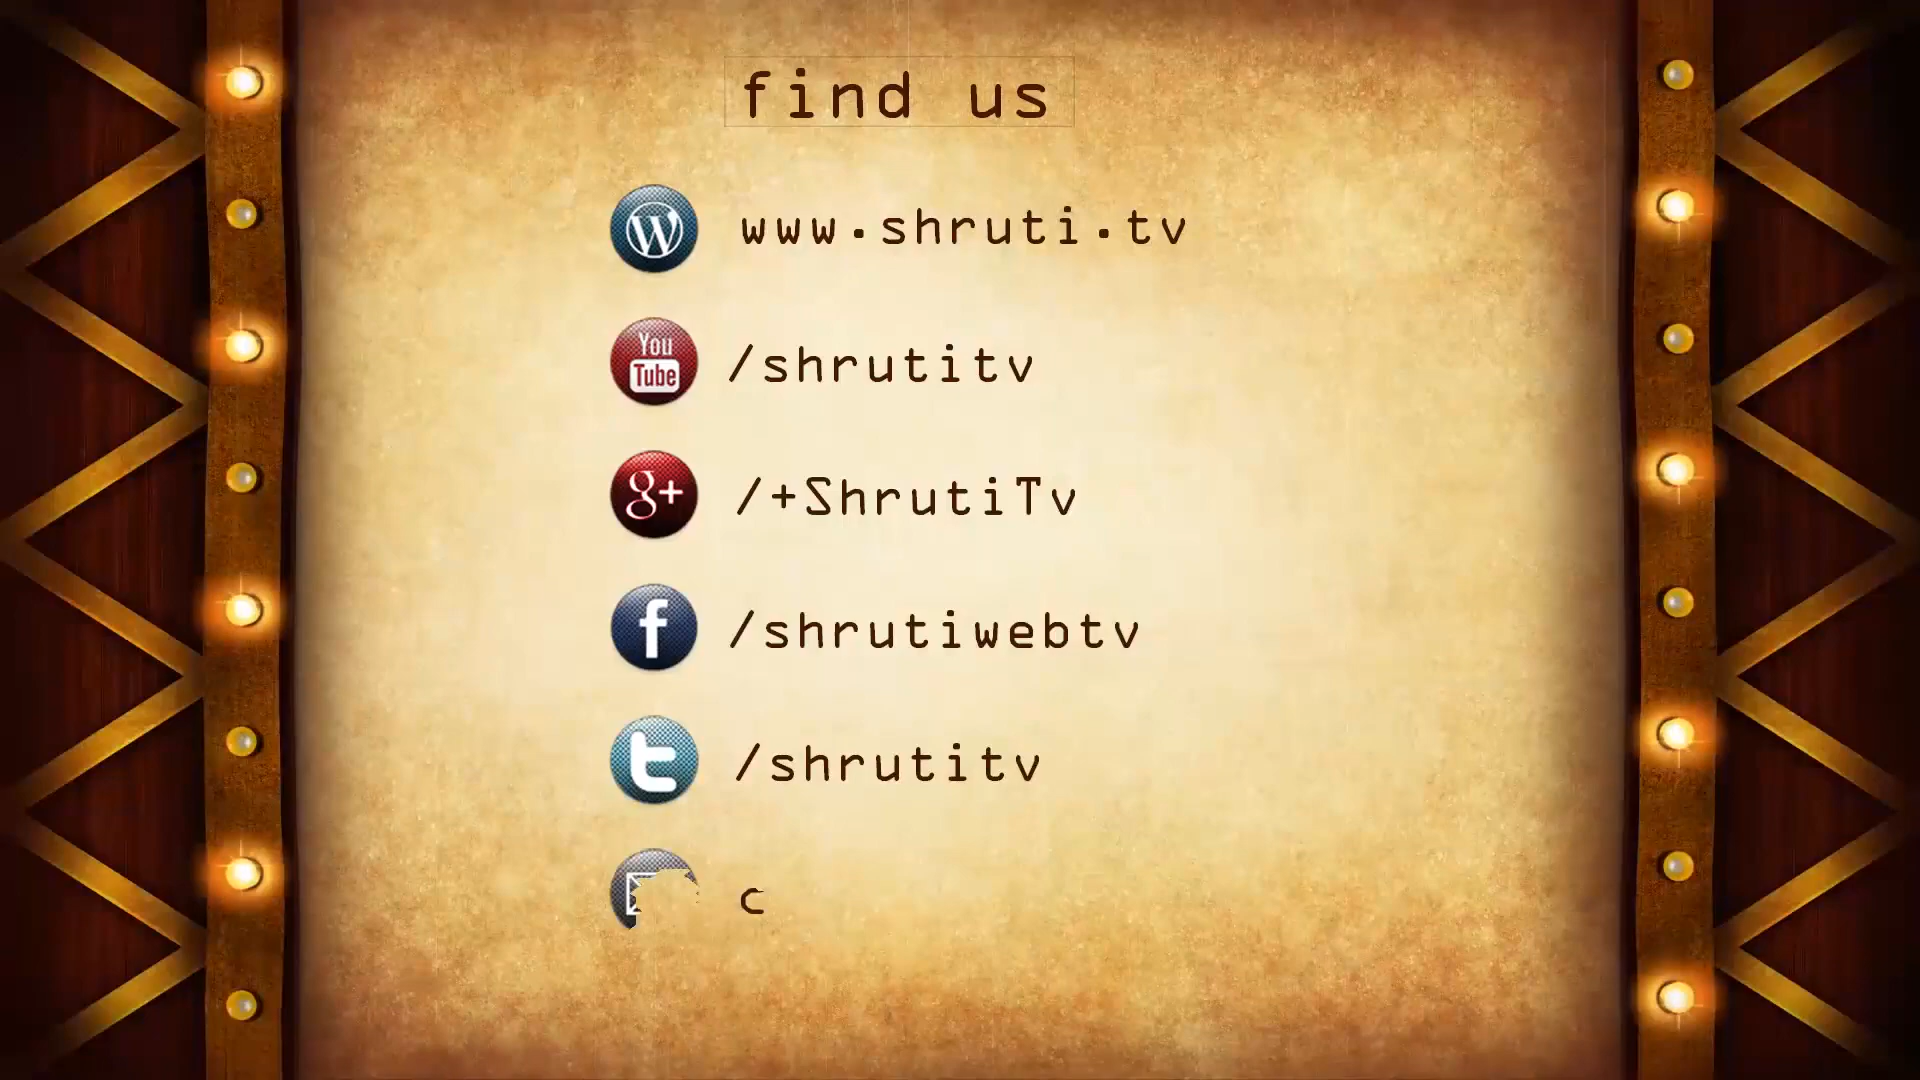 find us
www.shruti.tv
You Tube /shrutitv
g+ /+ShrutiTv
f /shrutiwebtv
t /shrutitv
c